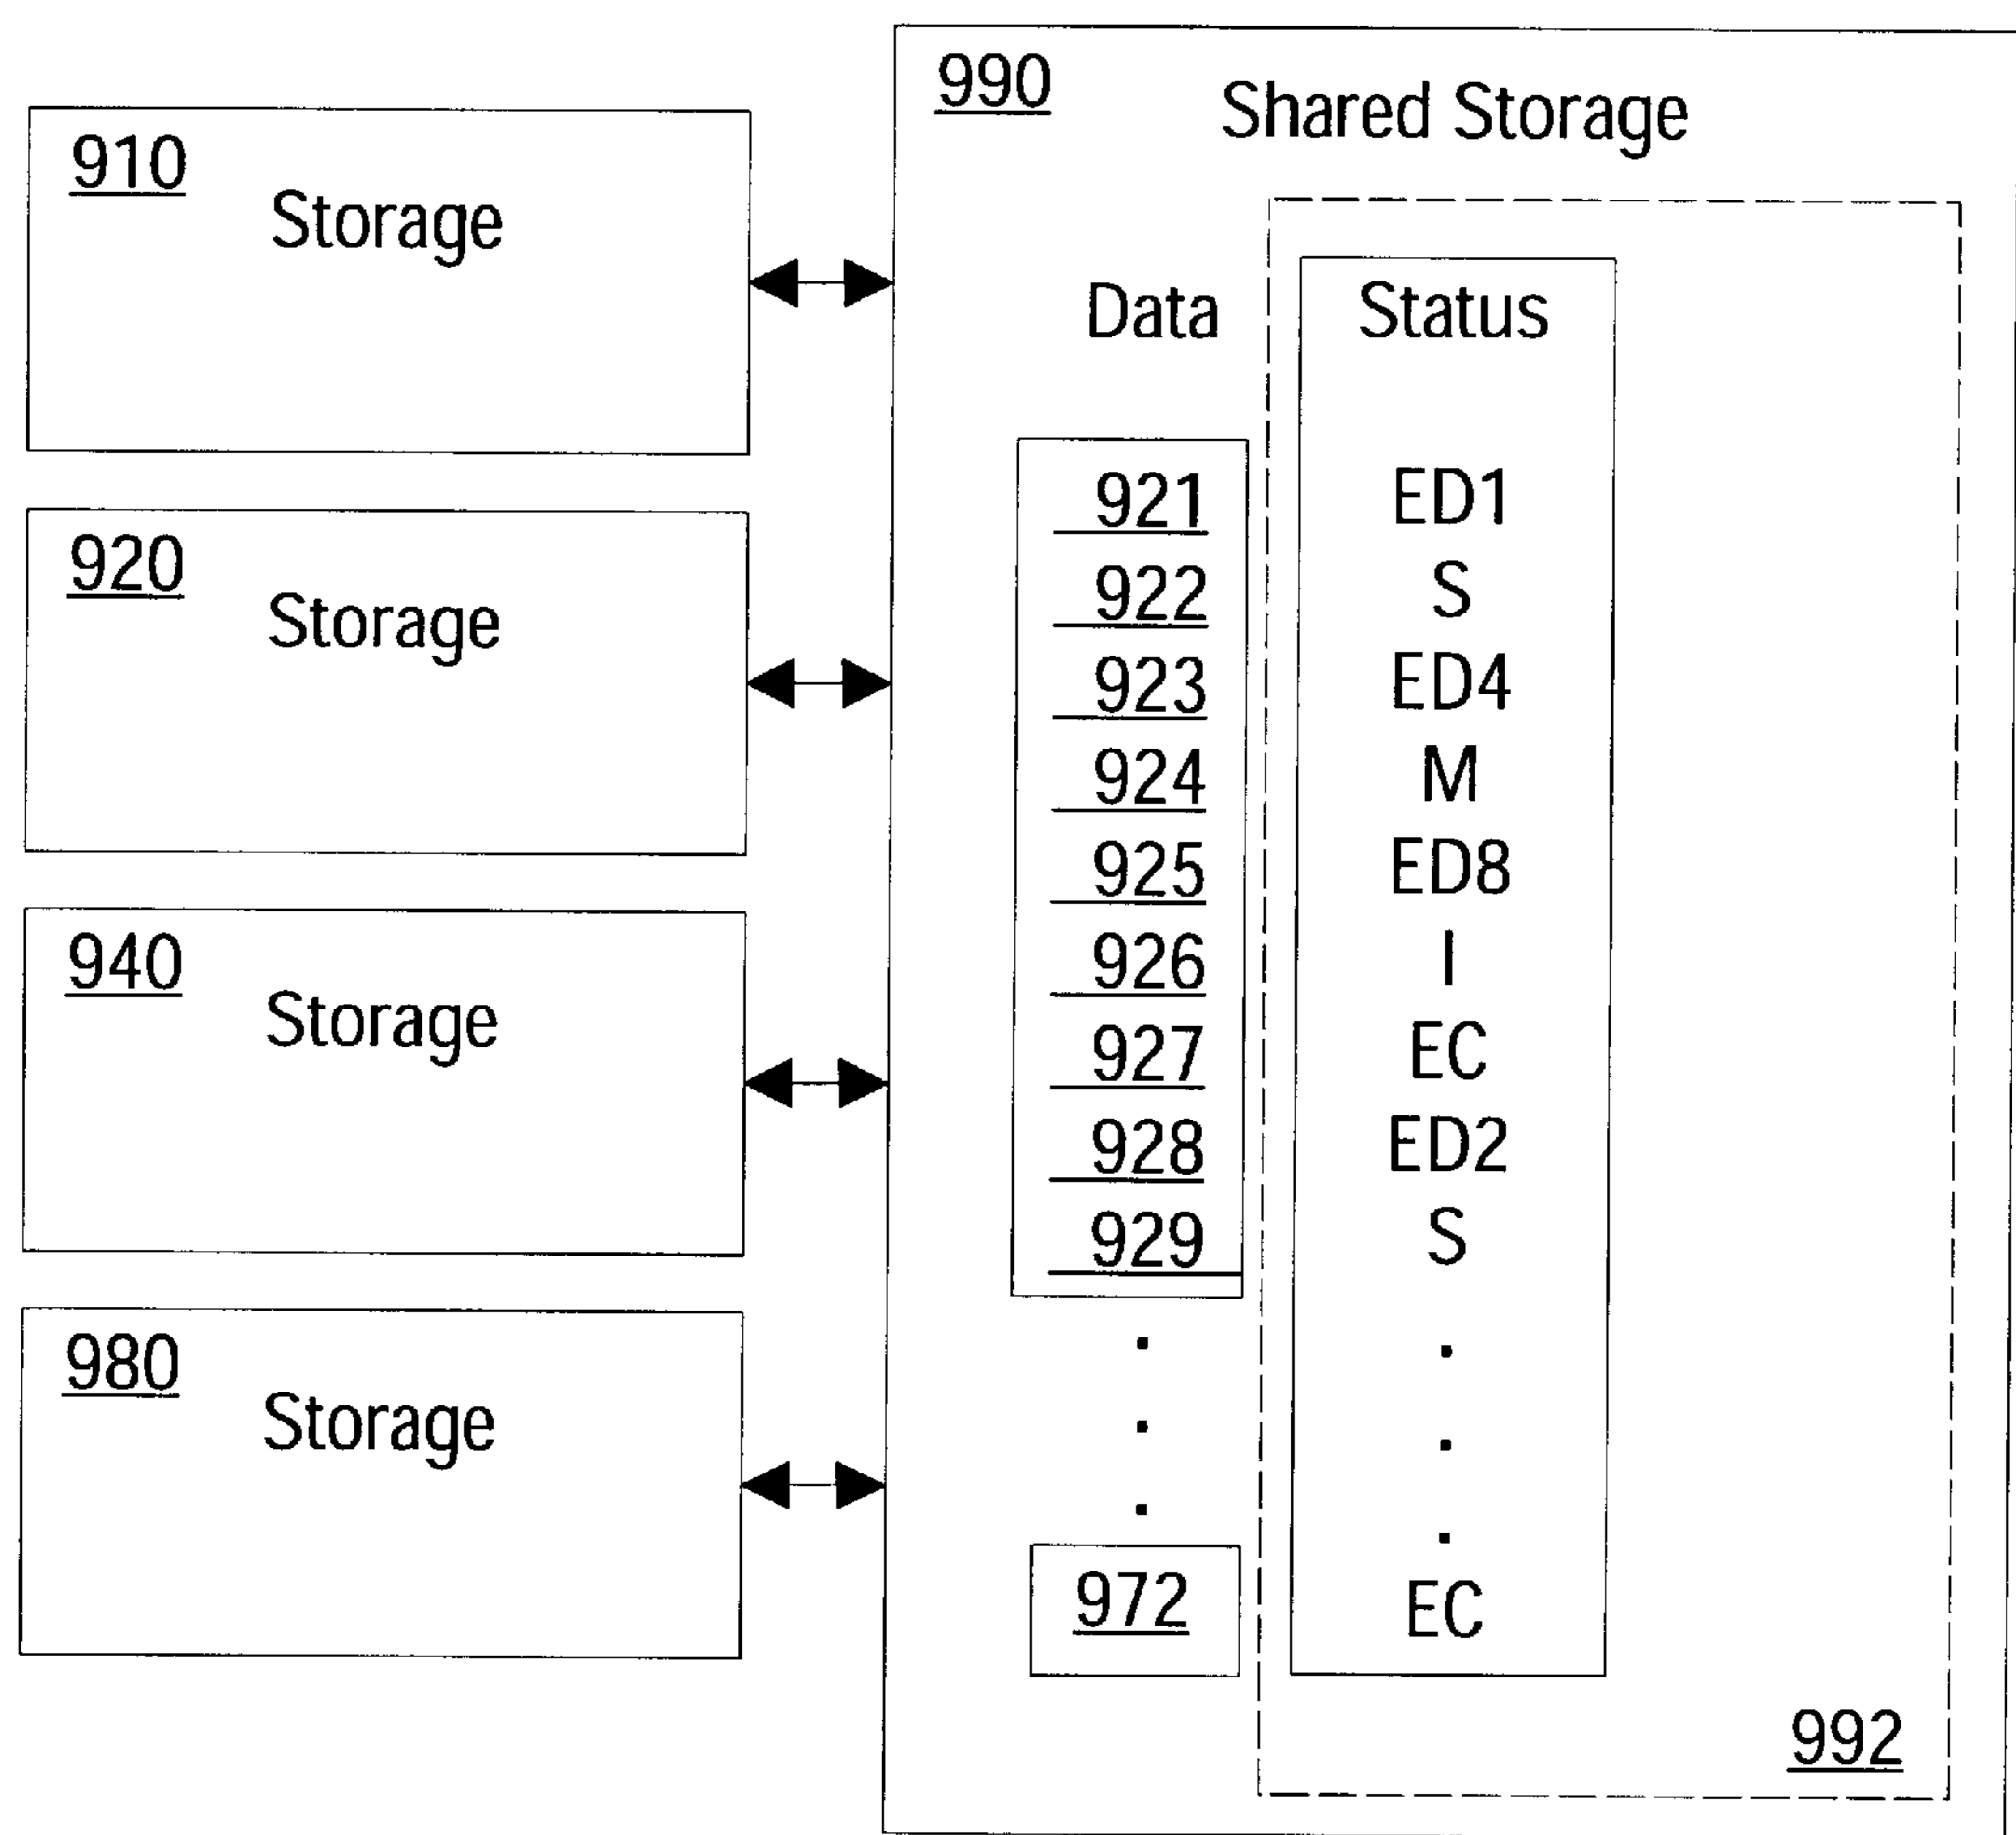 910
Storage
920
Storage
940
Storage
980
Storage
990
Shared Storage
Data Status
921 ED1
922 S
923 ED4
924 M
925 ED8
926 I
927 EC
928 ED2
929 S
. .
. .
. .
972 EC
992